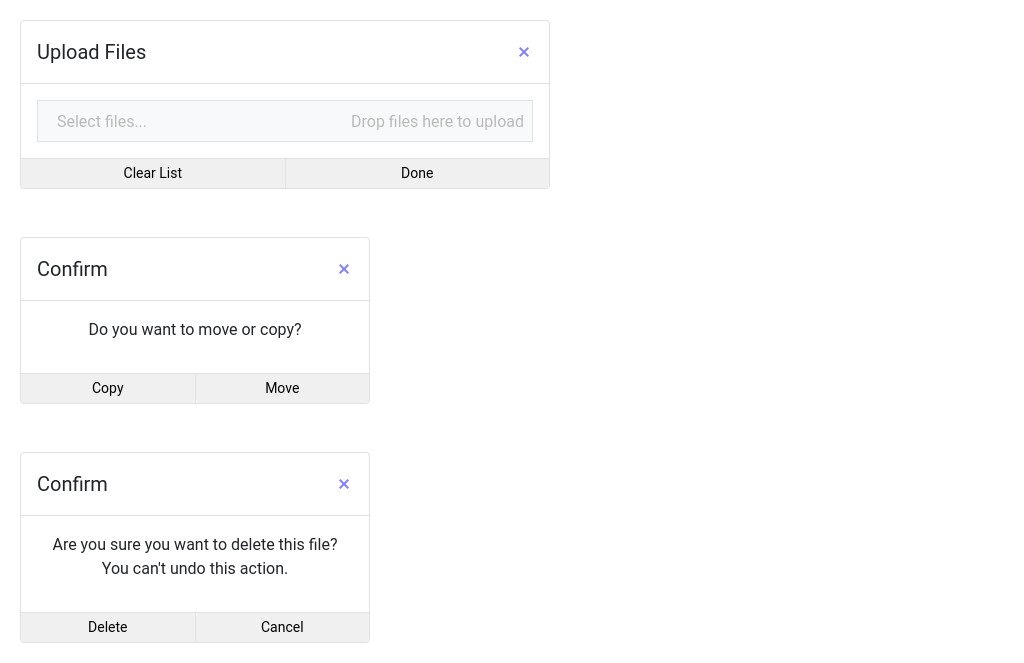 Upload Files ×
Select files... Drop files here to upload
Clear List Done
Confirm ×
Do you want to move or copy?
Copy Move
Confirm ×
Are you sure you want to delete this file?
You can't undo this action.
Delete Cancel